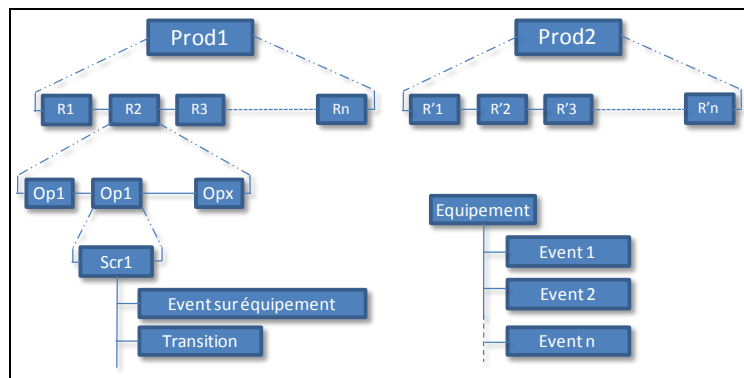 Prod1
Prod2
R1 R2 R3 Rn
R'1 R'2 R'3 R'n
Op1 Op1 Opx
Equipement
Scr1
Event 1
Event sur équipement
Event 2
Transition
Event n